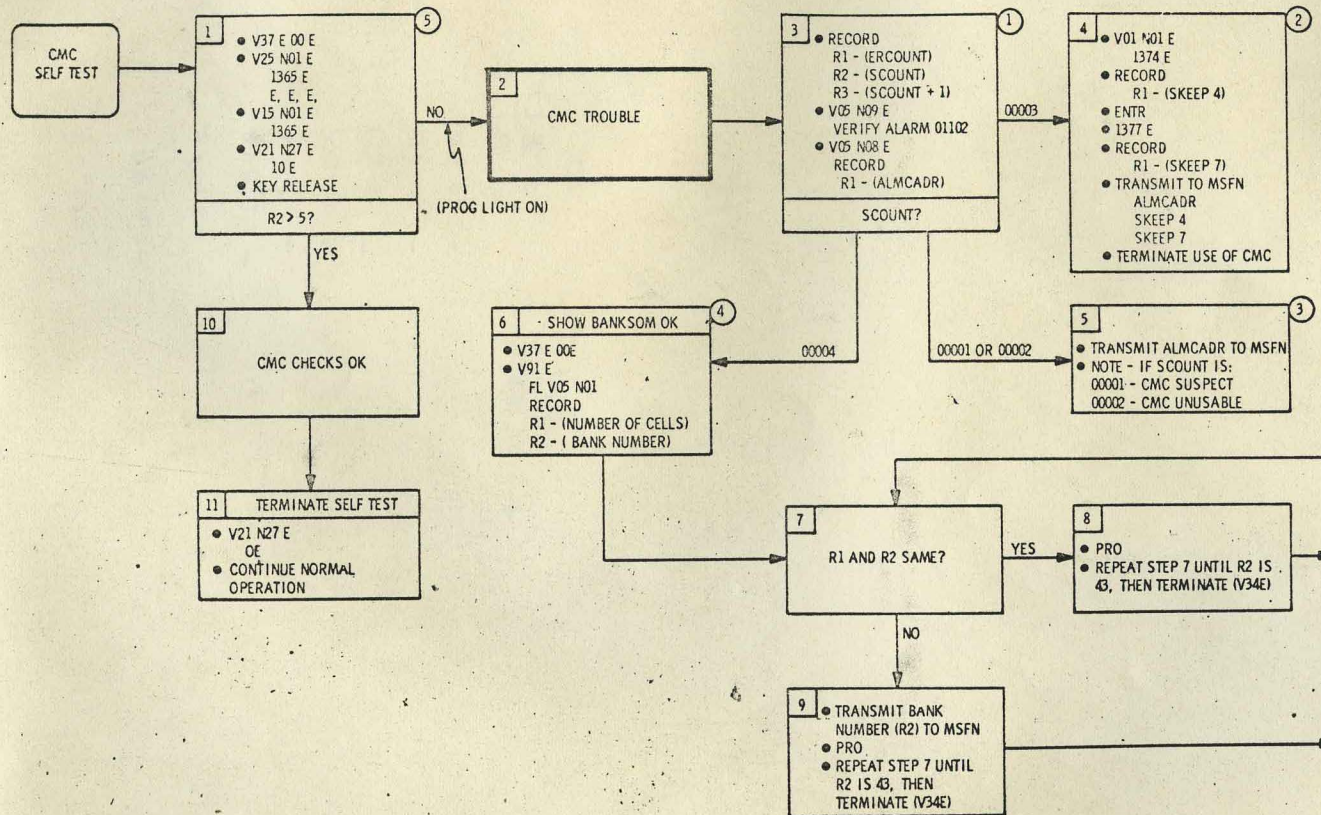 CMC
SELF TEST
1
5
• V37 E 00 E
• V25 N01 E
1365 E
E, E, E,
• V15 N01 E
1365 E
• V21 N27 E
10 E
• KEY RELEASE
R2 > 5?
NO
(PROG LIGHT ON)
YES
2
CMC TROUBLE
3
1
• RECORD
R1 - (ERCOUNT)
R2 - (SCOUNT)
R3 - (SCOUNT + 1)
• V05 N09 E
VERIFY ALARM 01102
• V05 N08 E
RECORD
R1 - (ALMCADR)
SCOUNT?
00003
4
2
• V01 N01 E
1374 E
• RECORD
R1 - (SKEEP 4)
• ENTR
• 1377 E
• RECORD
R1 - (SKEEP 7)
• TRANSMIT TO MSFN
ALMCADR
SKEEP 4
SKEEP 7
• TERMINATE USE OF CMC
00001 OR 00002
5
3
• TRANSMIT ALMCADR TO MSFN
• NOTE - IF SCOUNT IS:
00001 - CMC SUSPECT
00002 - CMC UNUSABLE
00004
6
SHOW BANKSOM OK
4
• V37 E 00E
• V91 E
FL V05 N01
RECORD
R1 - (NUMBER OF CELLS)
R2 - ( BANK NUMBER)
7
R1 AND R2 SAME?
YES
8
• PRO
• REPEAT STEP 7 UNTIL R2 IS
43, THEN TERMINATE (V34E)
NO
9
• TRANSMIT BANK
NUMBER (R2) TO MSFN
• PRO
• REPEAT STEP 7 UNTIL
R2 IS 43, THEN
TERMINATE (V34E)
10
CMC CHECKS OK
11
TERMINATE SELF TEST
• V21 N27 E
OE
• CONTINUE NORMAL
OPERATION